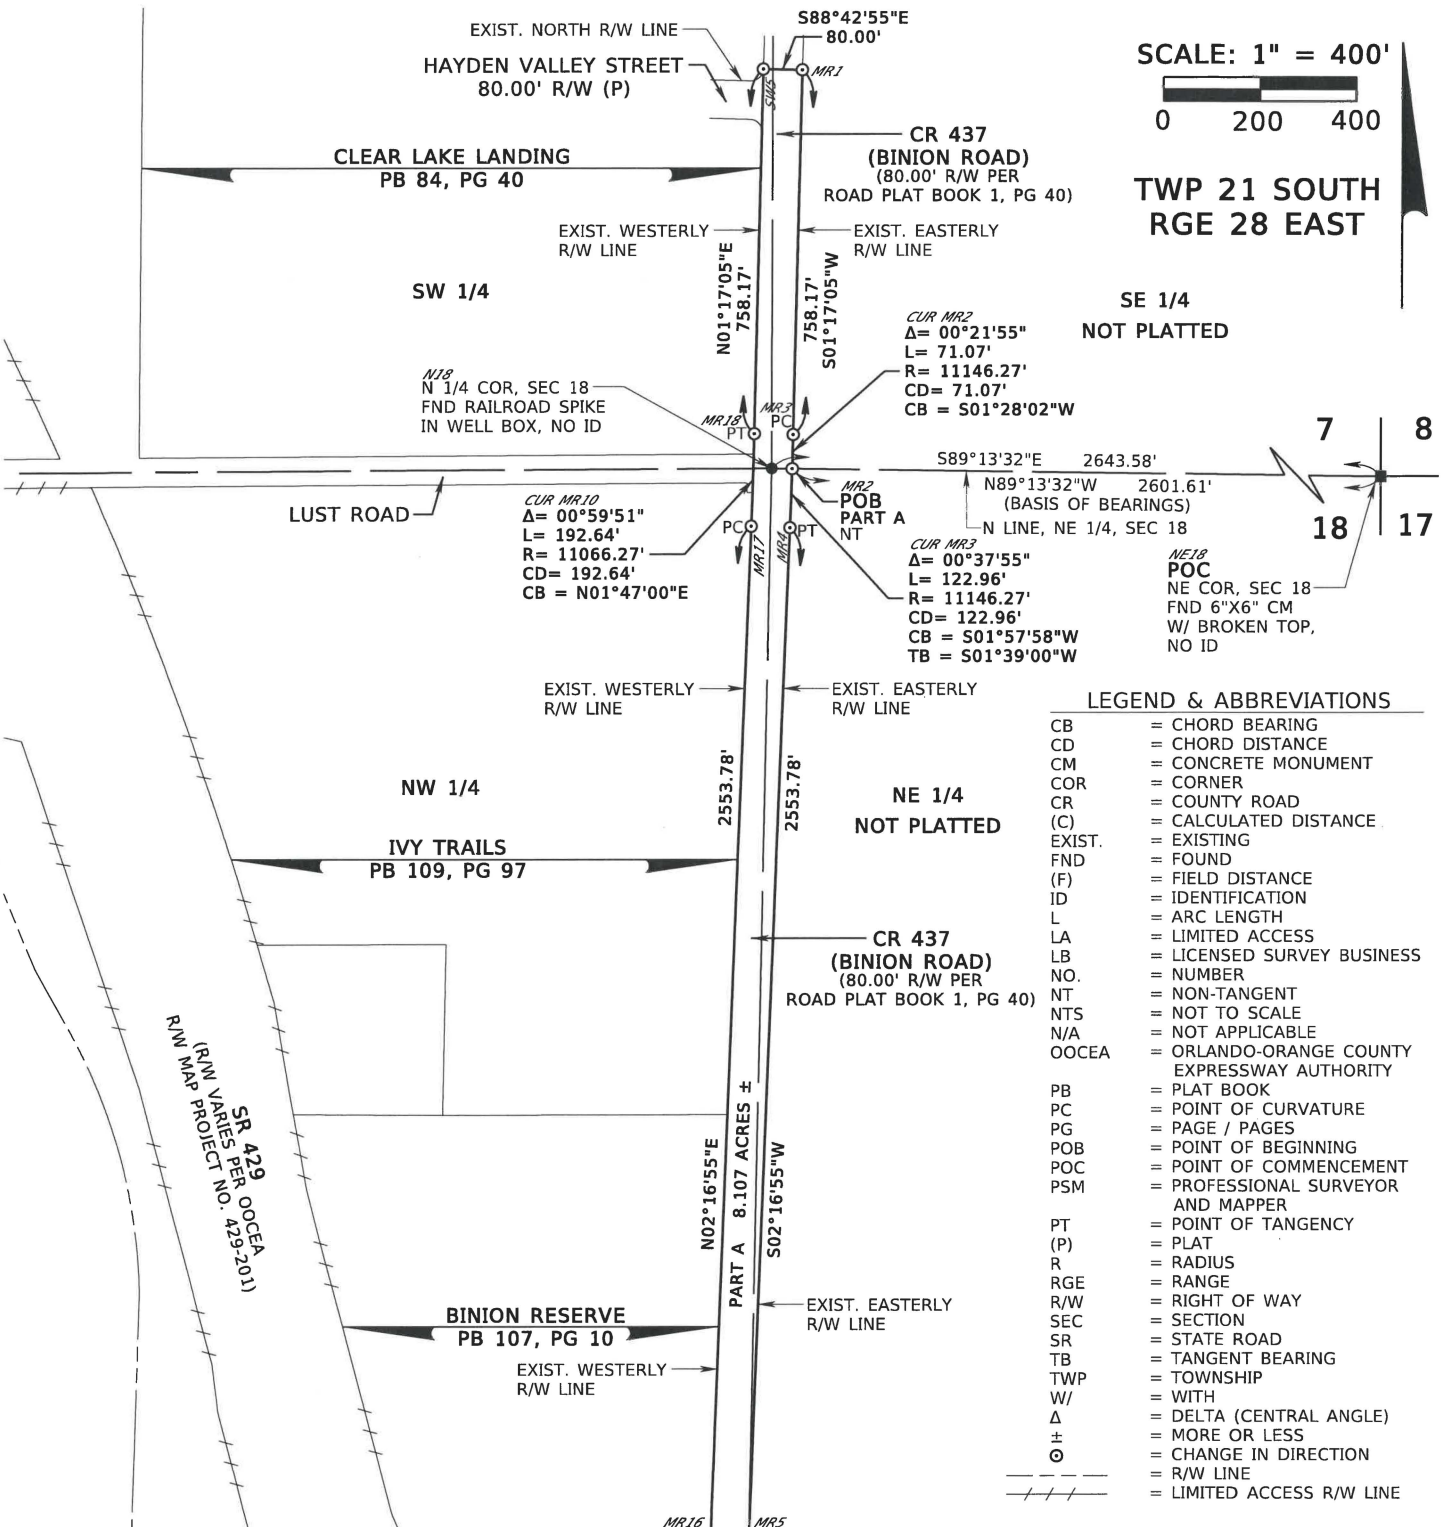 S88°42'55"E
80.00'
EXIST. NORTH R/W LINE
HAYDEN VALLEY STREET
80.00' R/W (P)
MR1
SW5
SCALE: 1" = 400'
0 200 400
TWP 21 SOUTH
RGE 28 EAST
CR 437
(BINION ROAD)
(80.00' R/W PER
ROAD PLAT BOOK 1, PG 40)
CLEAR LAKE LANDING
PB 84, PG 40
EXIST. WESTERLY
R/W LINE
EXIST. EASTERLY
R/W LINE
N01°17'05"E
758.17'
758.17'
S01°17'05"W
SW 1/4
SE 1/4
NOT PLATTED
CUR MR2
Δ= 00°21'55"
L= 71.07'
R= 11146.27'
CD= 71.07'
CB = S01°28'02"W
N18
N 1/4 COR, SEC 18
FND RAILROAD SPIKE
IN WELL BOX, NO ID
MR18
PT
MR3
PC
7 8
18 17
S89°13'32"E 2643.58'
N89°13'32"W 2601.61'
(BASIS OF BEARINGS)
N LINE, NE 1/4, SEC 18
MR2
POB
PART A
NT
LUST ROAD
CUR MR10
Δ= 00°59'51"
L= 192.64'
R= 11066.27'
CD= 192.64'
CB = N01°47'00"E
PC
MR17
MR4
PT
CUR MR3
Δ= 00°37'55"
L= 122.96'
R= 11146.27'
CD= 122.96'
CB = S01°57'58"W
TB = S01°39'00"W
NE18
POC
NE COR, SEC 18
FND 6"X6" CM
W/ BROKEN TOP,
NO ID
EXIST. WESTERLY
R/W LINE
EXIST. EASTERLY
R/W LINE
2553.78'
2553.78'
NW 1/4
NE 1/4
NOT PLATTED
IVY TRAILS
PB 109, PG 97
CR 437
(BINION ROAD)
(80.00' R/W PER
ROAD PLAT BOOK 1, PG 40)
SR 429
(R/W VARIES PER OOCEA
R/W MAP PROJECT NO. 429-201)
N02°16'55"E
PART A 8.107 ACRES ±
S02°16'55"W
BINION RESERVE
PB 107, PG 10
EXIST. EASTERLY
R/W LINE
EXIST. WESTERLY
R/W LINE
MR16
MR5
LEGEND & ABBREVIATIONS
CB = CHORD BEARING
CD = CHORD DISTANCE
CM = CONCRETE MONUMENT
COR = CORNER
CR = COUNTY ROAD
(C) = CALCULATED DISTANCE
EXIST. = EXISTING
FND = FOUND
(F) = FIELD DISTANCE
ID = IDENTIFICATION
L = ARC LENGTH
LA = LIMITED ACCESS
LB = LICENSED SURVEY BUSINESS
NO. = NUMBER
NT = NON-TANGENT
NTS = NOT TO SCALE
N/A = NOT APPLICABLE
OOCEA = ORLANDO-ORANGE COUNTY
EXPRESSWAY AUTHORITY
PB = PLAT BOOK
PC = POINT OF CURVATURE
PG = PAGE / PAGES
POB = POINT OF BEGINNING
POC = POINT OF COMMENCEMENT
PSM = PROFESSIONAL SURVEYOR
AND MAPPER
PT = POINT OF TANGENCY
(P) = PLAT
R = RADIUS
RGE = RANGE
R/W = RIGHT OF WAY
SEC = SECTION
SR = STATE ROAD
TB = TANGENT BEARING
TWP = TOWNSHIP
W/ = WITH
Δ = DELTA (CENTRAL ANGLE)
± = MORE OR LESS
⊙ = CHANGE IN DIRECTION
= R/W LINE
= LIMITED ACCESS R/W LINE